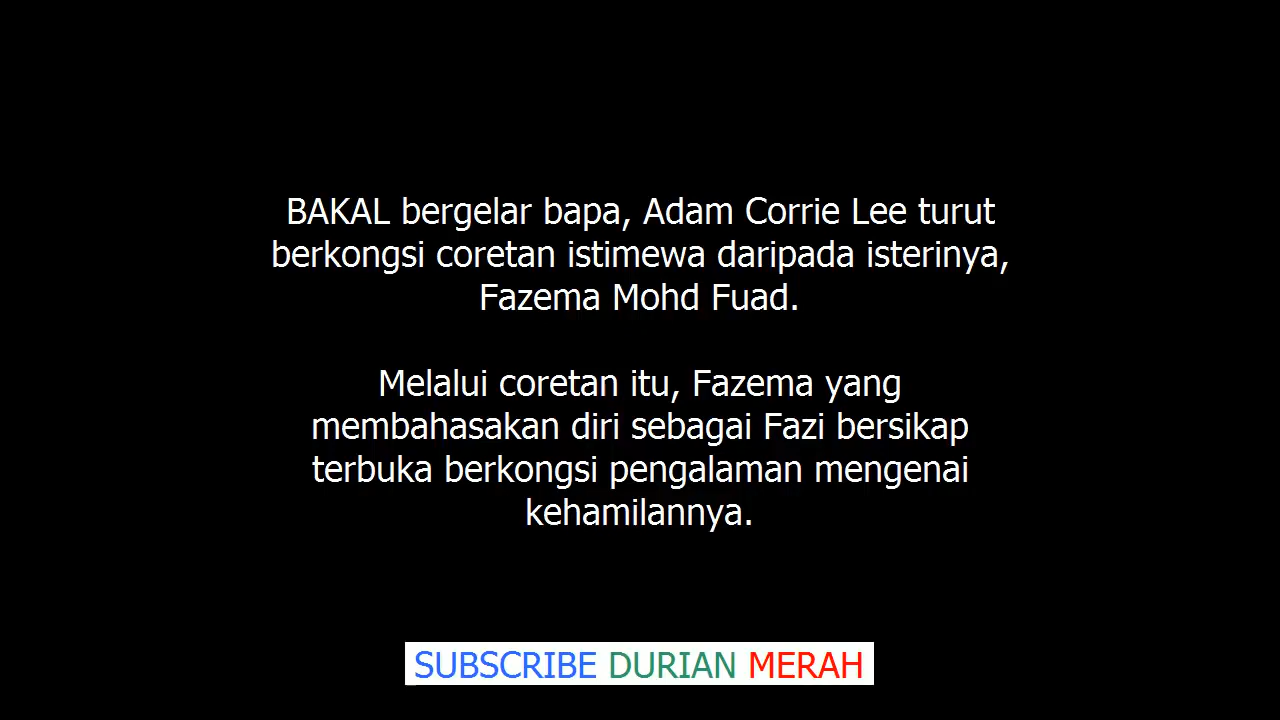 BAKAL bergelar bapa, Adam Corrie Lee turut
berkongsi coretan istimewa daripada isterinya,
Fazema Mohd Fuad.
Melalui coretan itu, Fazema yang
membahasakan diri sebagai Fazi bersikap
terbuka berkongsi pengalaman mengenai
kehamilannya.
SUBSCRIBE DURIAN MERAH